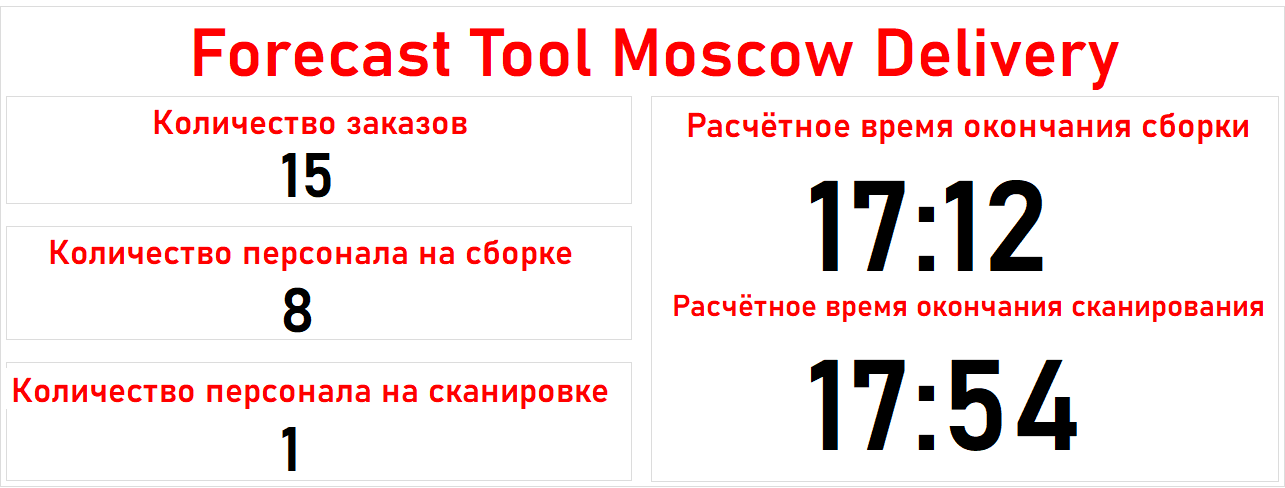 Forecast Tool Moscow Delivery
Количество заказов
15
Количество персонала на сборке
8
Количество персонала на сканировке
1
Расчётное время окончания сборки
17:12
Расчётное время окончания сканирования
17:54